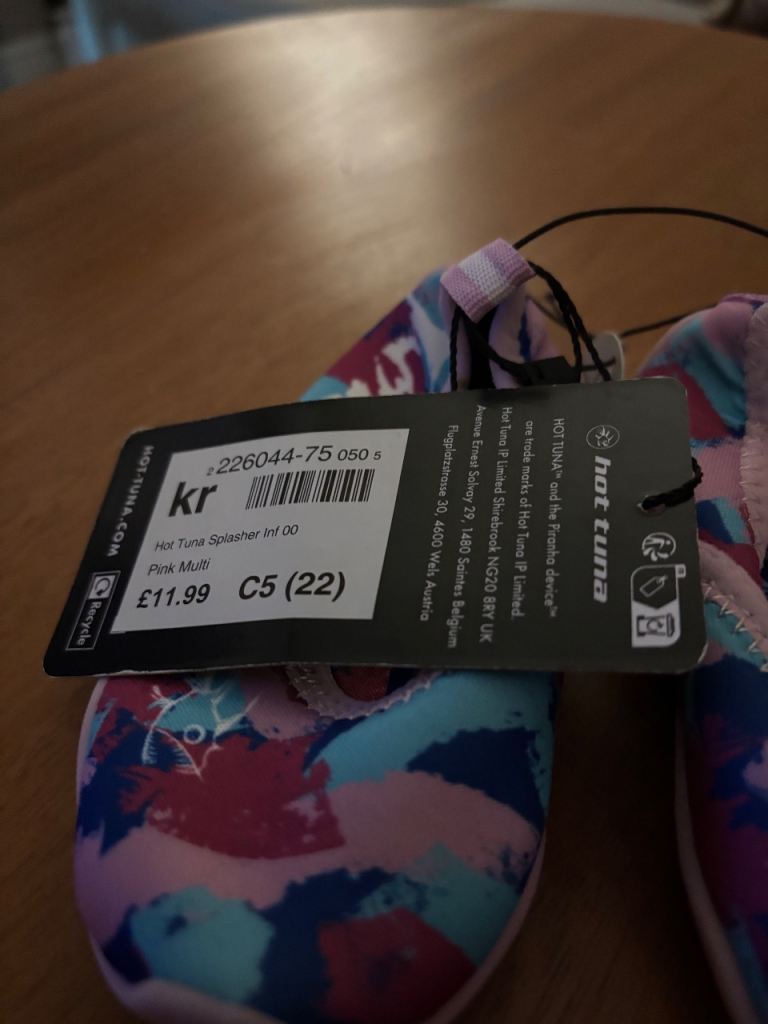 2 226044-75 050 5
kr
Hot Tuna Splasher Inf 00
Pink Multi
£11.99 C5 (22)
HOT-TUNA.COM
Recycle
hot tuna
HOT TUNA™ and the Piranha device™
are trade marks of Hot Tuna IP Limited.
Hot Tuna IP Limited Shirebrook NG20 8RY UK
Avenue Ernest Solvay 29, 1480 Saintes Belgium
Flugplatzstrasse 30, 4600 Wels Austria